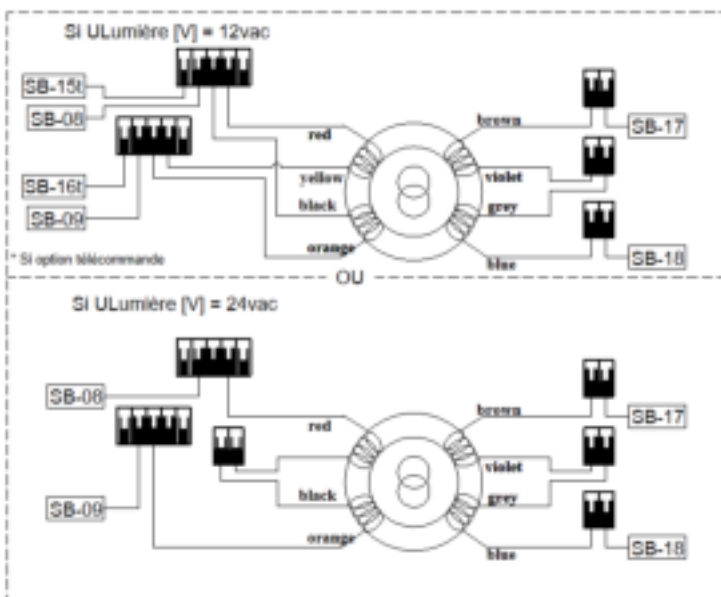 Si ULumière [V] = 12vac
SB-15t
SB-08
SB-16t
SB-09
red
yellow
black
orange
brown
violet
grey
blue
SB-17
SB-18
* Si option télécommande
OU
Si ULumière [V] = 24vac
SB-08
SB-09
red
black
orange
brown
violet
grey
blue
SB-17
SB-18